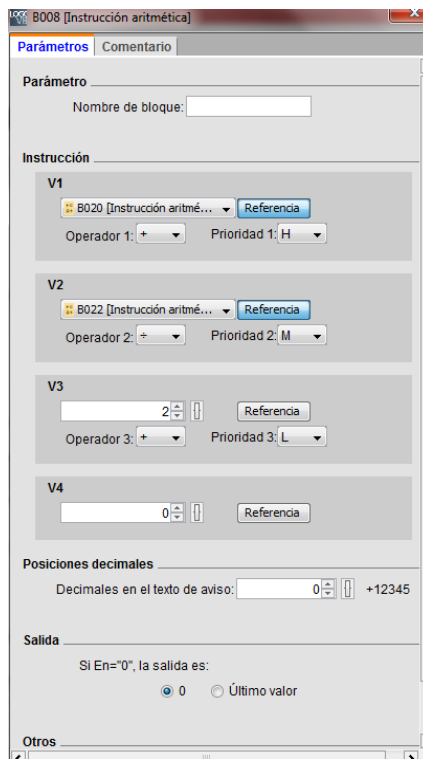 B008 [Instrucción aritmética]
Parámetros Comentario
Parámetro
Nombre de bloque:
Instrucción
V1
B020 [Instrucción aritmé... Referencia
Operador 1: + Prioridad 1: H
V2
B022 [Instrucción aritmé... Referencia
Operador 2: ÷ Prioridad 2: M
V3
2 Referencia
Operador 3: + Prioridad 3: L
V4
0 Referencia
Posiciones decimales
Decimales en el texto de aviso: 0 +12345
Salida
Si En="0", la salida es:
0 Último valor
Otros